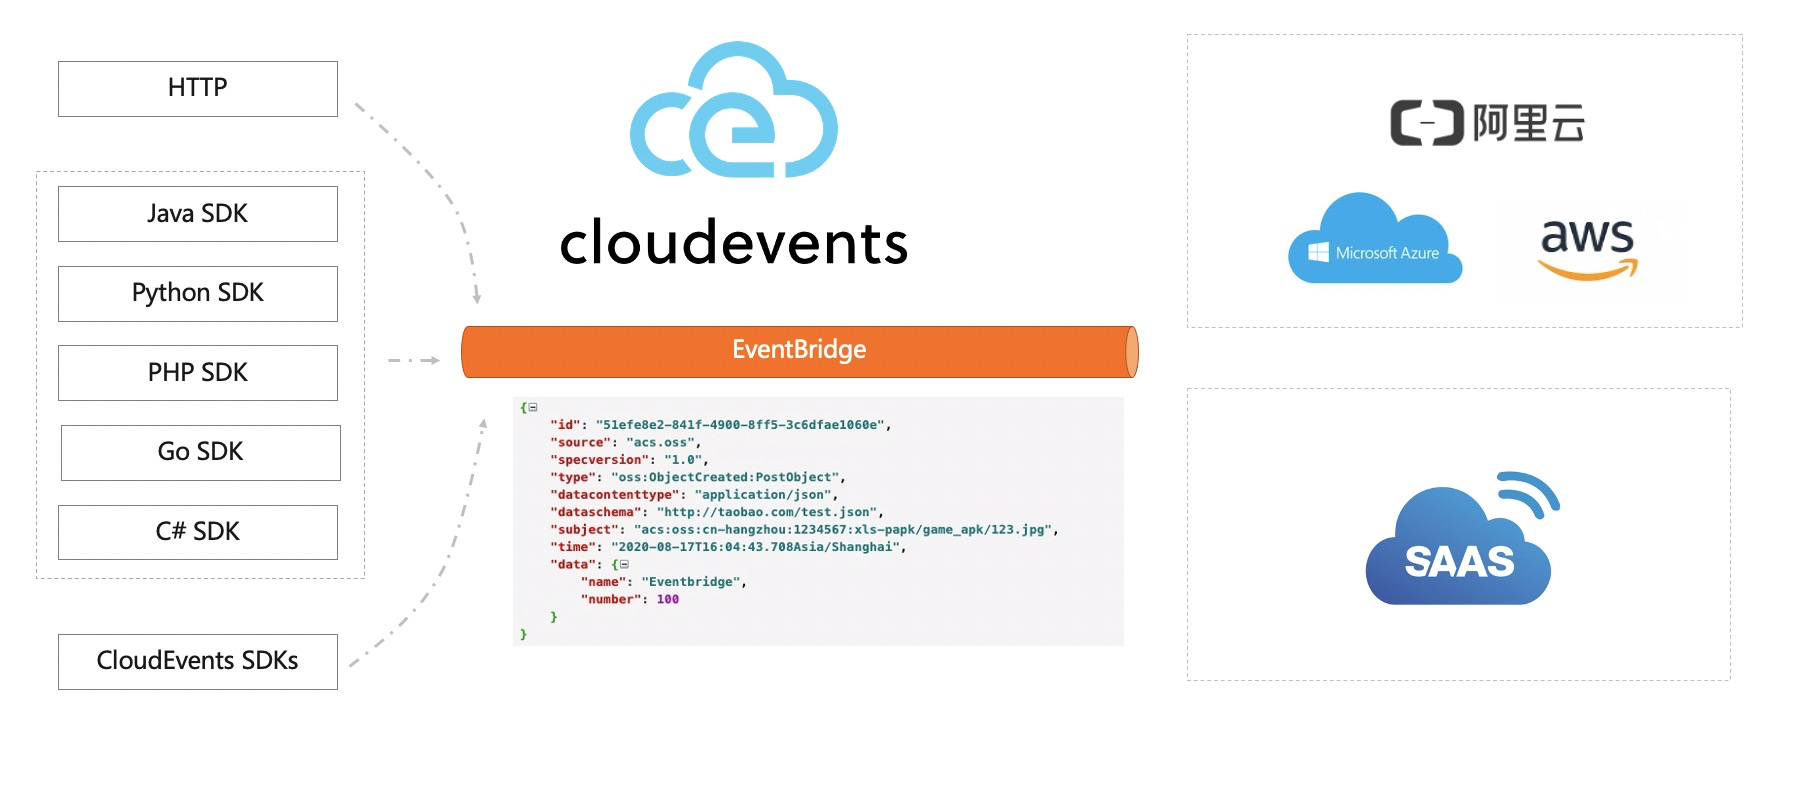 HTTP
Java SDK
Python SDK
PHP SDK
Go SDK
C# SDK
CloudEvents SDKs
cloudevents
EventBridge
{
"id": "51efe8e2-841f-4900-8ff5-3c6dfae1060e",
"source": "acs.oss",
"specversion": "1.0",
"type": "oss:ObjectCreated:PostObject",
"datacontenttype": "application/json",
"dataschema": "http://taobao.com/test.json",
"subject": "acs:oss:cn-hangzhou:1234567:xls-papk/game_apk/123.jpg",
"time": "2020-08-17T16:04:43.708Asia/Shanghai",
"data": {
"name": "Eventbridge",
"number": 100
}
}
阿里云
Microsoft Azure
aws
SAAS